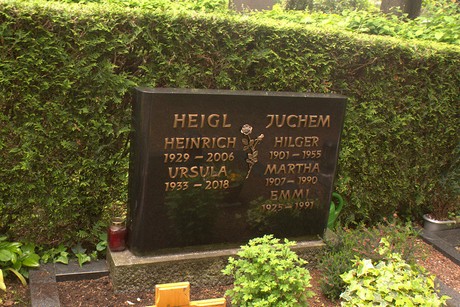 HEIGL
HEINRICH
1929 – 2006
URSULA
1933 – 2018
JUCHEM
HILGER
1901 – 1955
MARTHA
1907 – 1990
EMMI
1925 – 1991